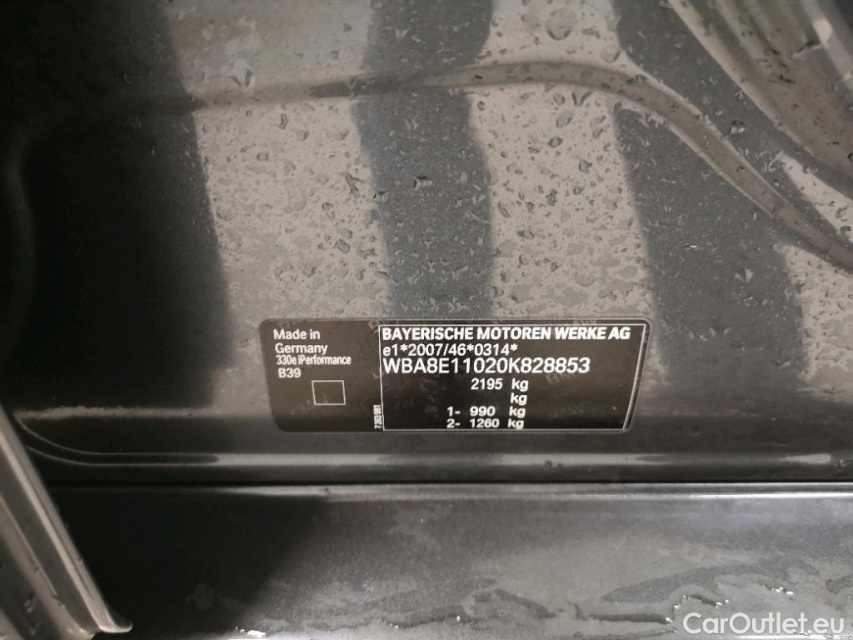 Made in
Germany
330e iPerformance
B39
BAYERISCHE MOTOREN WERKE AG
e1*2007/46*0314*
WBA8E11020K828853
2195 kg
kg
1- 990 kg
2- 1260 kg
CarOutlet.eu